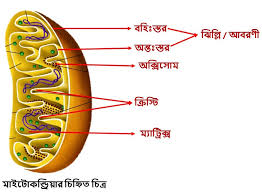 বহিঃস্তর
ঝিল্লি / আবরণী
অন্তঃস্তর
অক্সিসোম
ক্রিস্টি
ম্যাট্রিক্স
মাইটোকন্ড্রিয়ার চিহ্নিত চিত্র